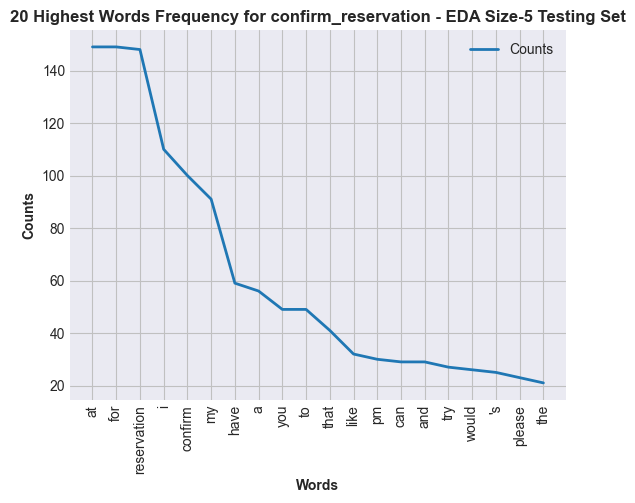 20 Highest Words Frequency for confirm_reservation - EDA Size-5 Testing Set
Counts
140
120
100
80
60
40
20
Counts
at
for
reservation
i
confirm
my
have
a
you
to
that
like
pm
can
and
try
would
's
please
the
Words